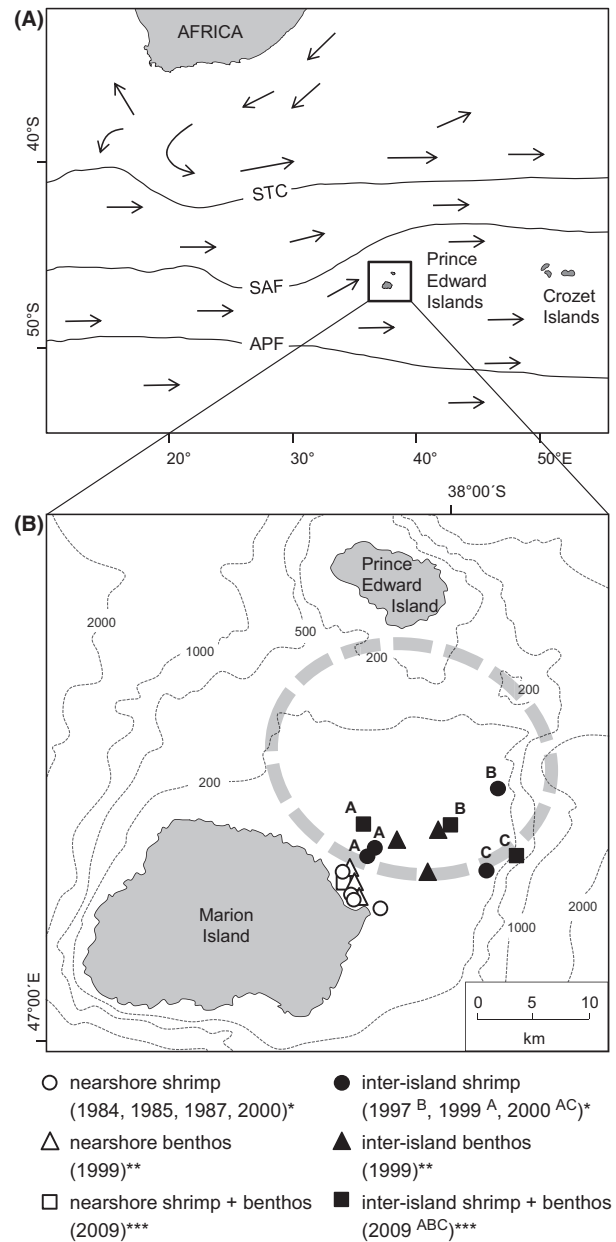 (A)
AFRICA
40°S
STC
SAF
Prince
Edward
Islands
Crozet
Islands
50°S
APF
20° 30° 40° 50°E
38°00´S
(B)
Prince
Edward
Island
2000
1000
500
200
200
200
B
A
A
B
A
C
C
Marion
Island
1000
2000
47°00´E
0 5 10
km
nearshore shrimp
(1984, 1985, 1987, 2000)*
nearshore benthos
(1999)**
nearshore shrimp + benthos
(2009)***
inter-island shrimp
(1997 B, 1999 A, 2000 AC)*
inter-island benthos
(1999)**
inter-island shrimp + benthos
(2009 ABC)***